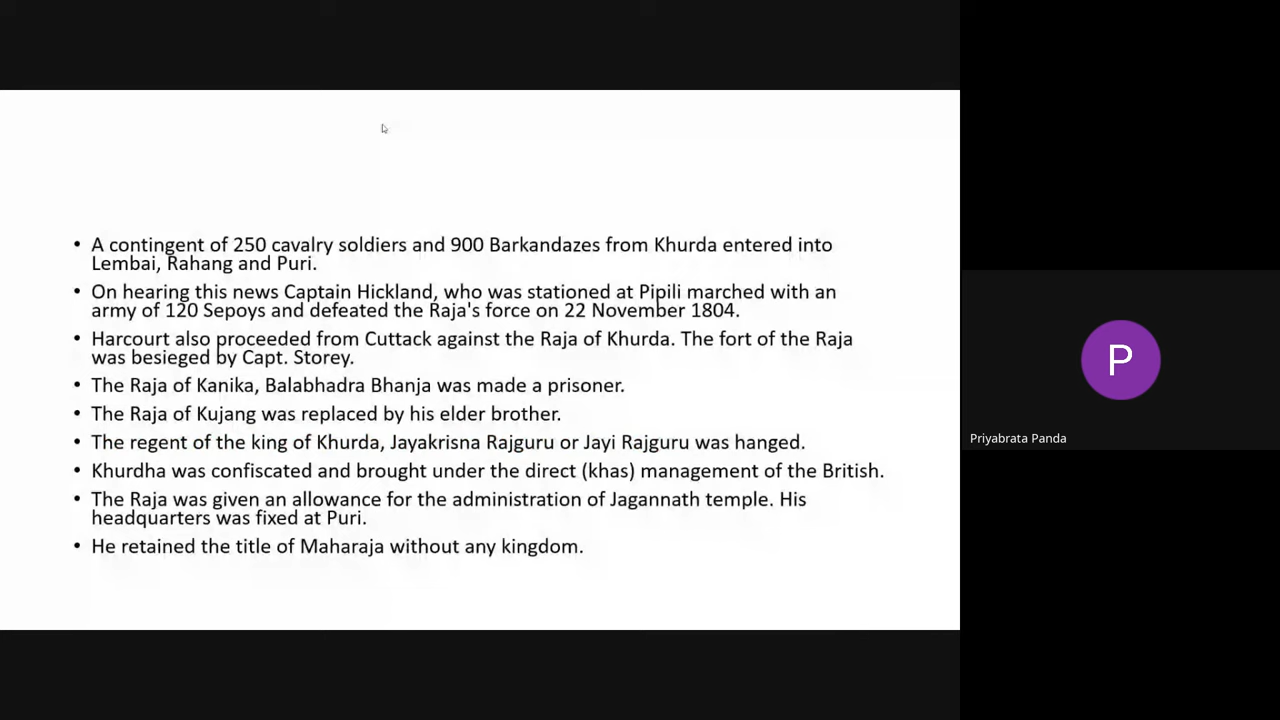 • A contingent of 250 cavalry soldiers and 900 Barkandazes from Khurda entered into
Lembai, Rahang and Puri.
• On hearing this news Captain Hickland, who was stationed at Pipili marched with an
army of 120 Sepoys and defeated the Raja's force on 22 November 1804.
• Harcourt also proceeded from Cuttack against the Raja of Khurda. The fort of the Raja
was besieged by Capt. Storey.
• The Raja of Kanika, Balabhadra Bhanja was made a prisoner.
• The Raja of Kujang was replaced by his elder brother.
• The regent of the king of Khurda, Jayakrisna Rajguru or Jayi Rajguru was hanged.
• Khurdha was confiscated and brought under the direct (khas) management of the British.
• The Raja was given an allowance for the administration of Jagannath temple. His
headquarters was fixed at Puri.
• He retained the title of Maharaja without any kingdom.
P
Priyabrata Panda